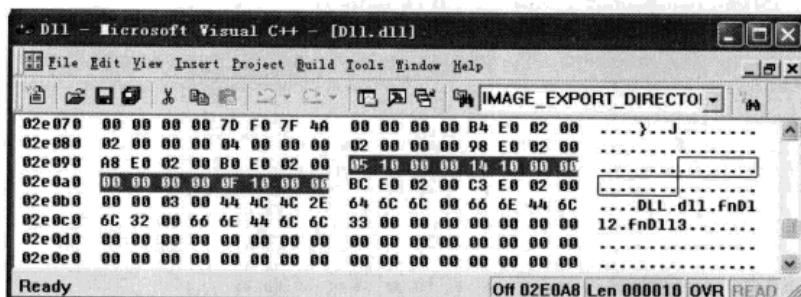 Dll - Microsoft Visual C++ - [Dll.dll]
File Edit View Insert Project Build Tools Window Help
IMAGE_EXPORT_DIRECTOI
02e070 00 00 00 00 7D F0 7F 4A 00 00 00 00 B4 E0 02 00 ....}..J........
02e080 02 00 00 00 04 00 00 00 02 00 00 00 98 E0 02 00 ................
02e090 A8 E0 02 00 B0 E0 02 00 05 10 00 00 14 10 00 00 ................
02e0a0 00 00 00 00 0F 10 00 00 BC E0 02 00 C3 E0 02 00 ................
02e0b0 00 00 03 00 44 4C 4C 2E 64 6C 6C 00 66 6E 44 6C ....DLL.dll.fnDl
02e0c0 6C 32 00 66 6E 44 6C 6C 33 00 00 00 00 00 00 00 l2.fnDll3.......
02e0d0 00 00 00 00 00 00 00 00 00 00 00 00 00 00 00 00 ................
02e0e0 00 00 00 00 00 00 00 00 00 00 00 00 00 00 00 00 ................
Ready Off 02E0A8 Len 000010 OVR READ